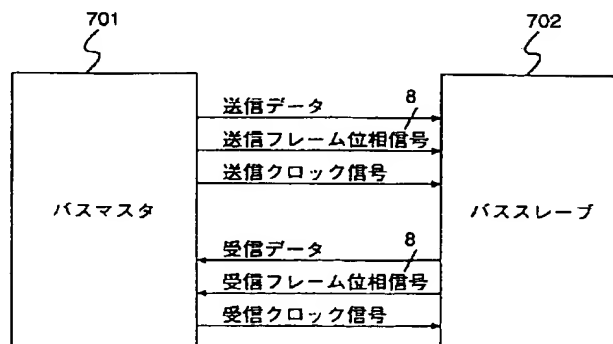 701
702
送信データ
8
送信フレーム位相信号
送信クロック信号
バスマスタ
バススレーブ
受信データ
8
受信フレーム位相信号
受信クロック信号